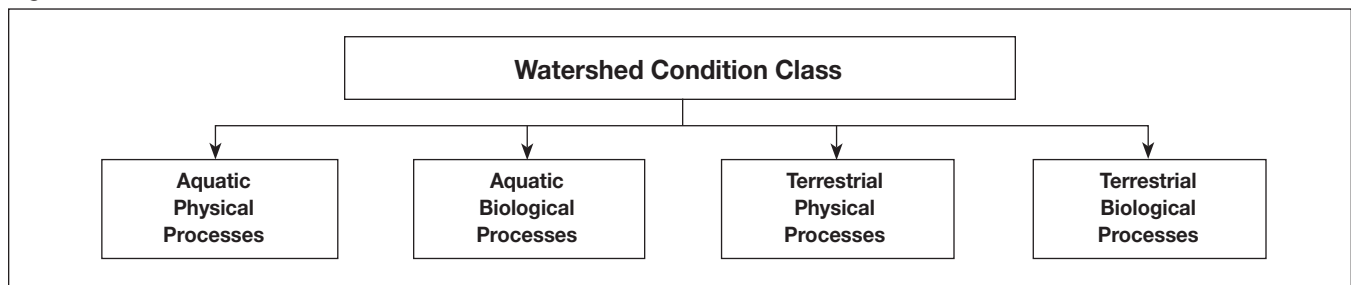 Watershed Condition Class
Aquatic
Physical
Processes
Aquatic
Biological
Processes
Terrestrial
Physical
Processes
Terrestrial
Biological
Processes